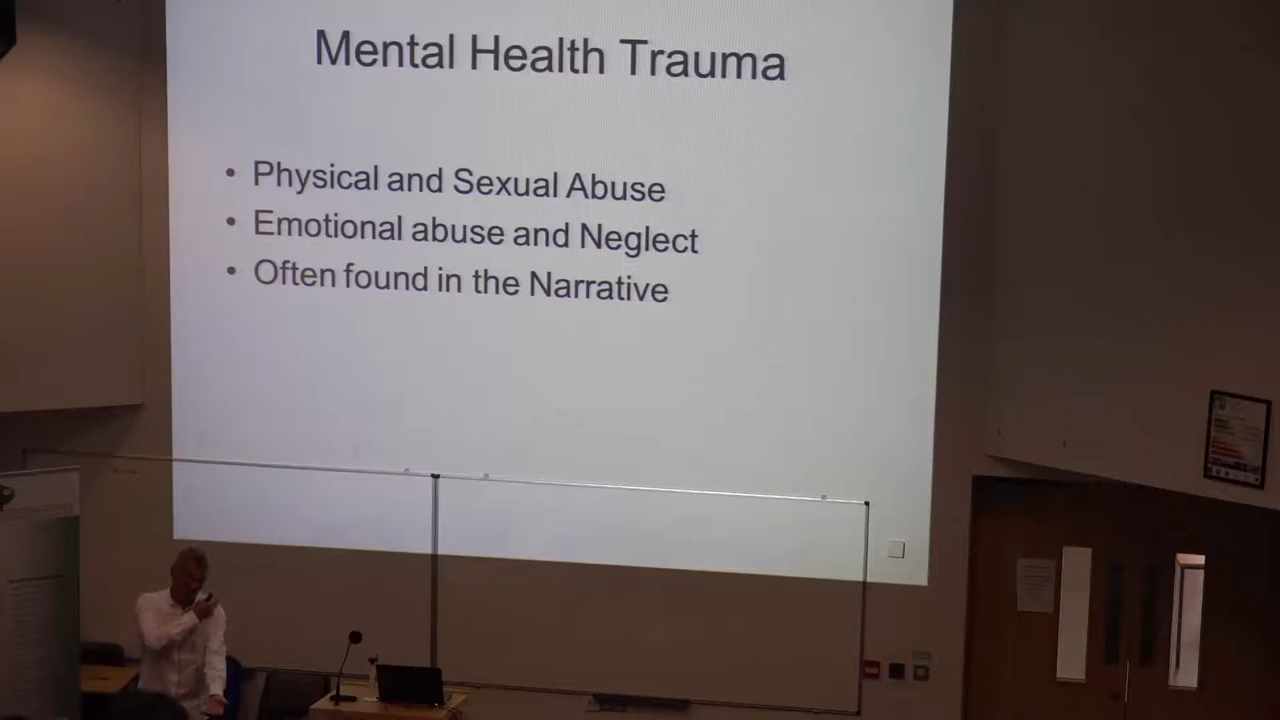 Mental Health Trauma
• Physical and Sexual Abuse
• Emotional abuse and Neglect
• Often found in the Narrative